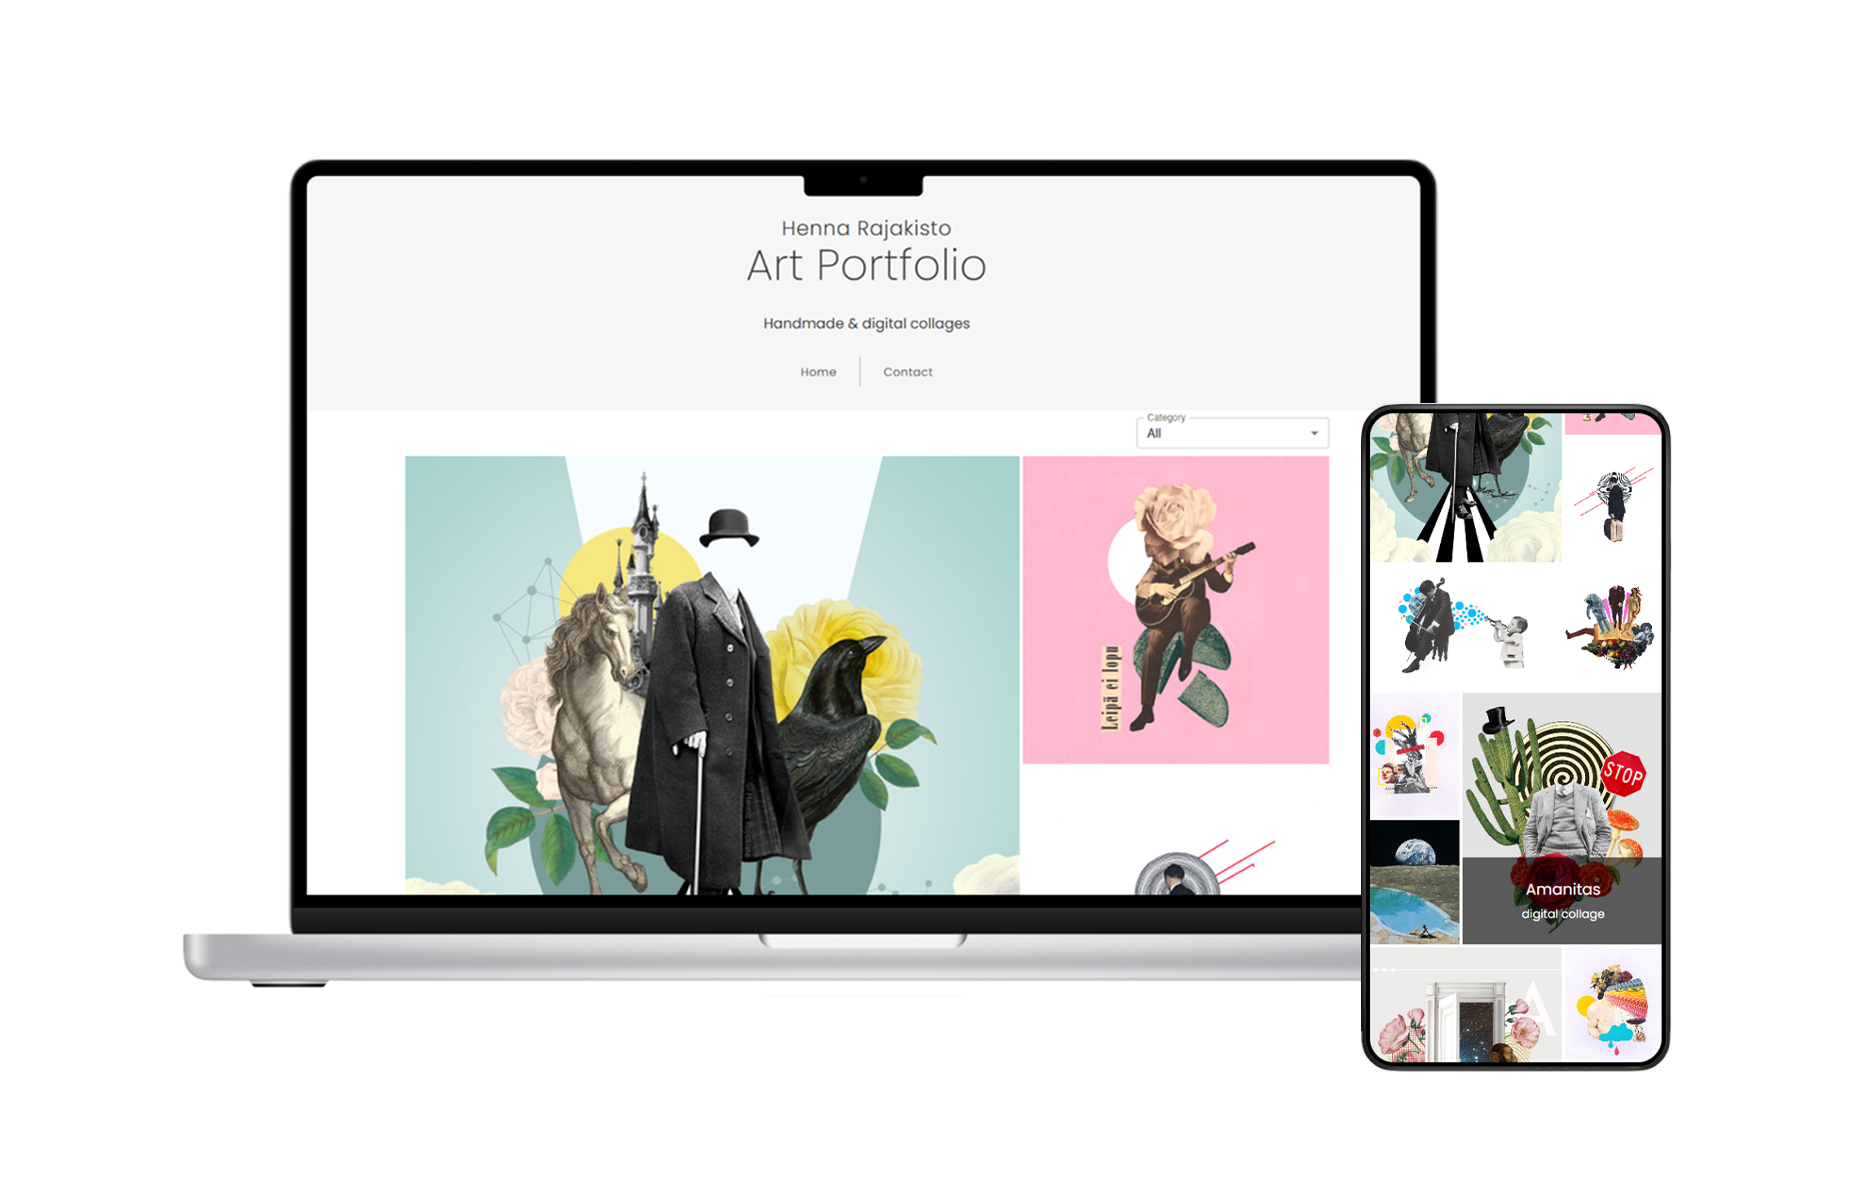 Henna Rajakisto
Art Portfolio
Handmade & digital collages
Home
Contact
Category
All
Leipä ei lopu
STOP
Amanitas
digital collage
A